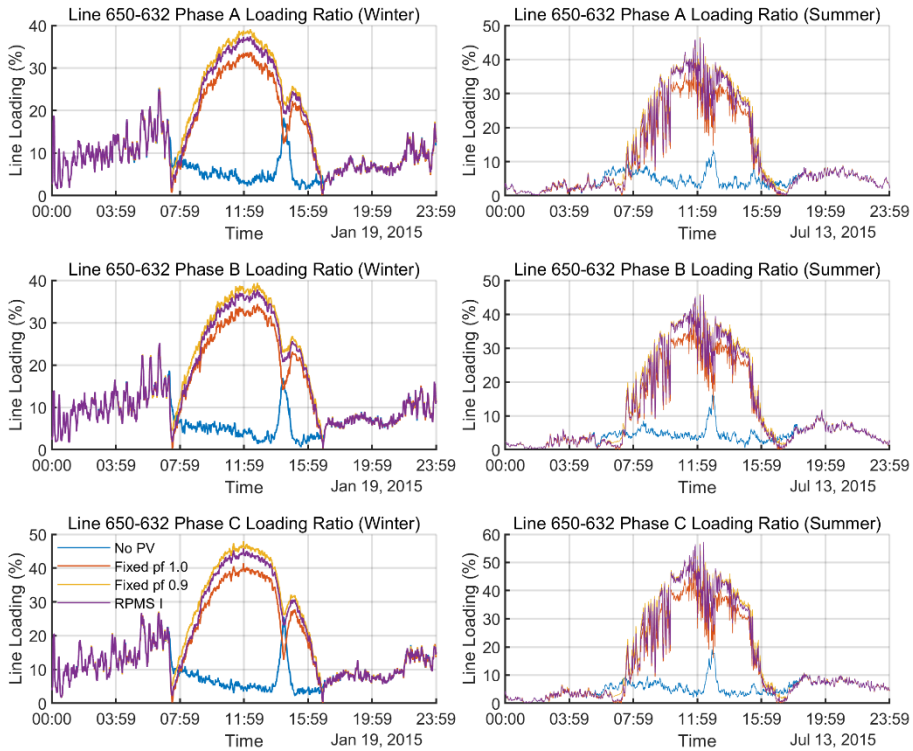 Line 650-632 Phase A Loading Ratio (Winter)
Line Loading (%)
40
30
20
10
0
00:00 03:59 07:59 11:59 15:59 19:59 23:59
Time
Jan 19, 2015
Line 650-632 Phase A Loading Ratio (Summer)
Line Loading (%)
50
40
30
20
10
0
00:00 03:59 07:59 11:59 15:59 19:59 23:59
Time
Jul 13, 2015
Line 650-632 Phase B Loading Ratio (Winter)
Line Loading (%)
40
30
20
10
0
00:00 03:59 07:59 11:59 15:59 19:59 23:59
Time
Jan 19, 2015
Line 650-632 Phase B Loading Ratio (Summer)
Line Loading (%)
50
40
30
20
10
0
00:00 03:59 07:59 11:59 15:59 19:59 23:59
Time
Jul 13, 2015
Line 650-632 Phase C Loading Ratio (Winter)
Line Loading (%)
50
40
30
20
10
0
No PV
Fixed pf 1.0
Fixed pf 0.9
RPMS I
00:00 03:59 07:59 11:59 15:59 19:59 23:59
Time
Jan 19, 2015
Line 650-632 Phase C Loading Ratio (Summer)
Line Loading (%)
60
50
40
30
20
10
0
00:00 03:59 07:59 11:59 15:59 19:59 23:59
Time
Jul 13, 2015